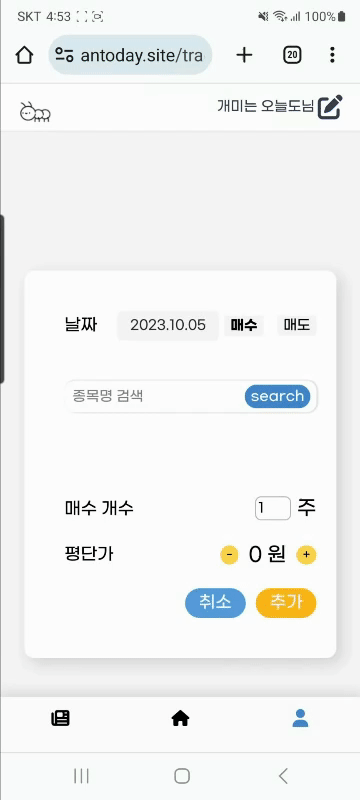 SKT 4:53 100%
antoday.site/tra 20
개미는 오늘도님
날짜 2023.10.05 매수 매도
종목명 검색 search
매수 개수 1 주
평단가 - 0 원 +
취소 추가